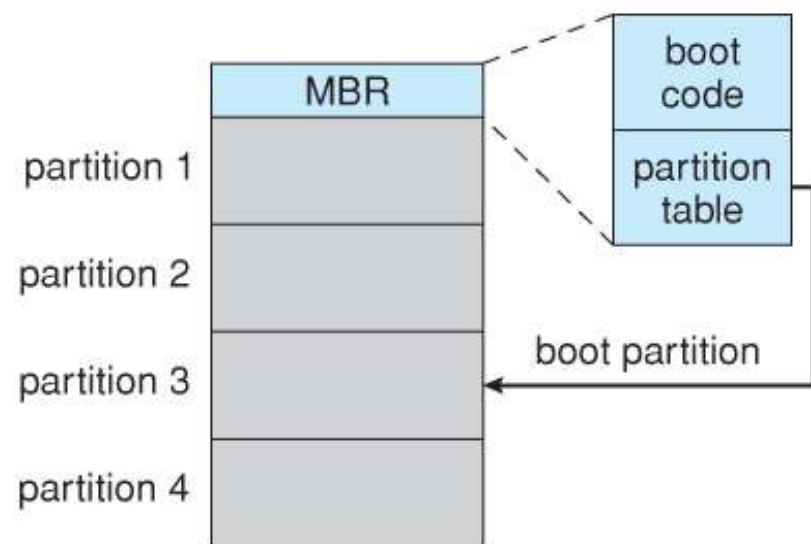 MBR
boot
code
partition
table
partition 1
partition 2
boot partition
partition 3
partition 4